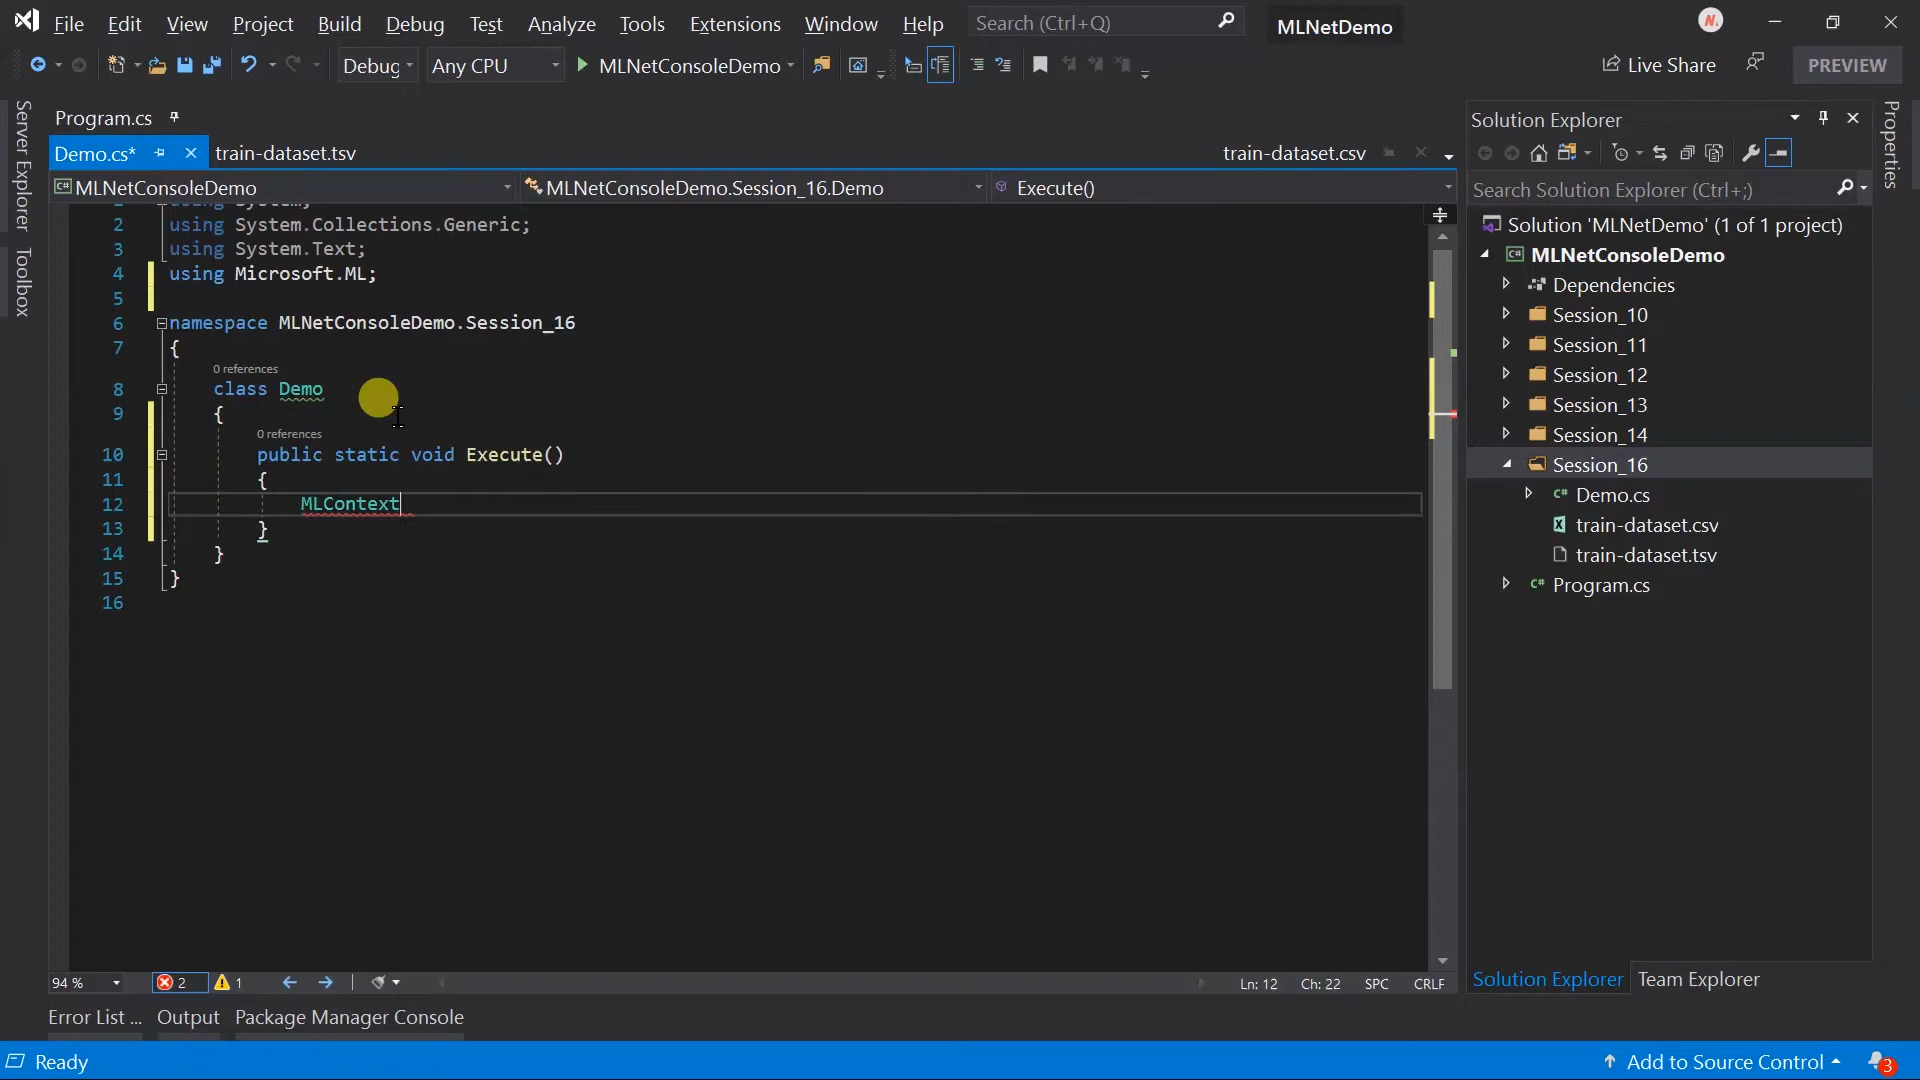 File Edit View Project Build Debug Test Analyze Tools Extensions Window Help Search (Ctrl+Q) MLNetDemo
Debug Any CPU MLNetConsoleDemo Live Share PREVIEW
Server Explorer
Toolbox
Program.cs
Demo.cs* train-dataset.tsv train-dataset.csv
MLNetConsoleDemo MLNetConsoleDemo.Session_16.Demo Execute()
1 using System;
2 using System.Collections.Generic;
3 using System.Text;
4 using Microsoft.ML;
5
6 namespace MLNetConsoleDemo.Session_16
7 {
0 references
8 class Demo
9 {
0 references
10 public static void Execute()
11 {
12 MLContext
13 }
14 }
15 }
16
94 % 2 1 Ln: 12 Ch: 22 SPC CRLF
Error List ... Output Package Manager Console
Ready
Solution Explorer
Search Solution Explorer (Ctrl+;)
Solution 'MLNetDemo' (1 of 1 project)
MLNetConsoleDemo
Dependencies
Session_10
Session_11
Session_12
Session_13
Session_14
Session_16
C# Demo.cs
train-dataset.csv
train-dataset.tsv
C# Program.cs
Solution Explorer Team Explorer
Properties
Add to Source Control 3